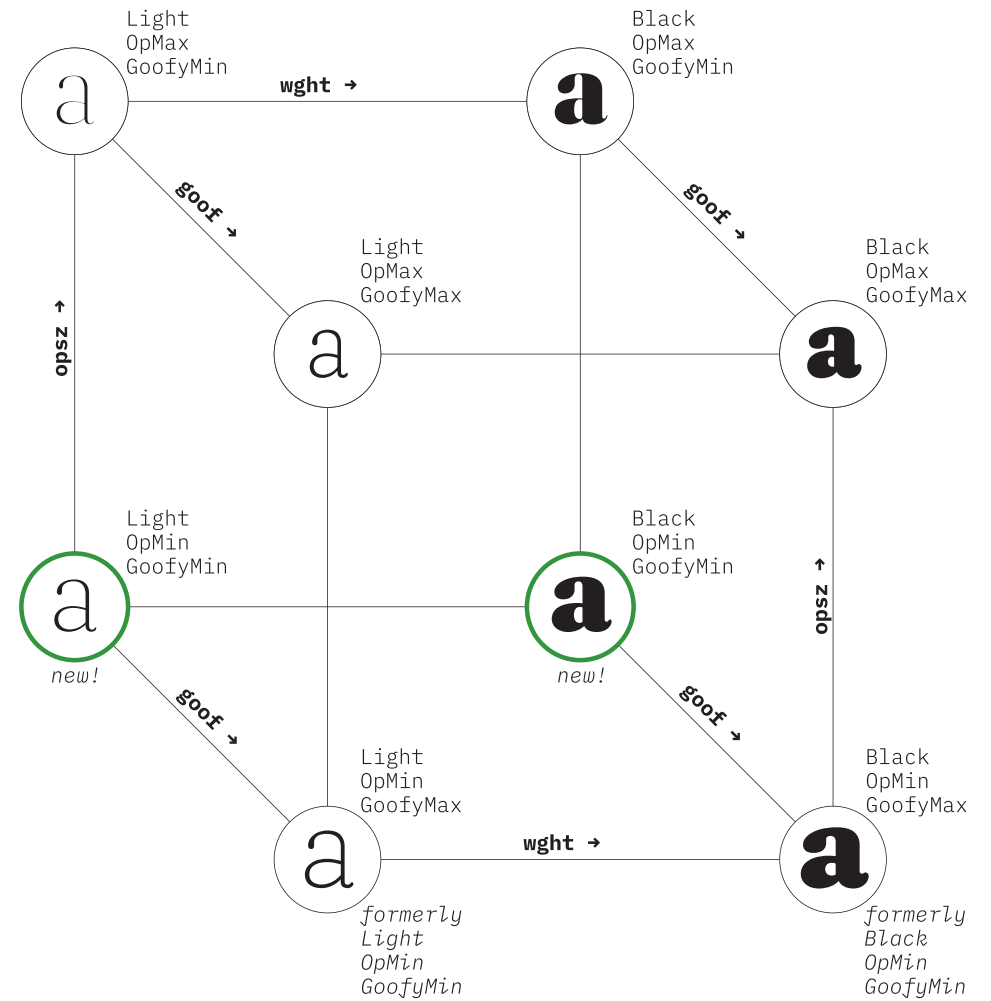 Light
OpMax
GoofyMin
Black
OpMax
GoofyMin
wght →
a
a
goof →
goof →
Light
OpMax
GoofyMax
Black
OpMax
GoofyMax
opsz →
a
a
Light
OpMin
GoofyMin
Black
OpMin
GoofyMin
opsz →
a
a
new!
new!
goof →
goof →
Light
OpMin
GoofyMax
Black
OpMin
GoofyMax
wght →
a
a
formerly
Light
OpMin
GoofyMin
formerly
Black
OpMin
GoofyMin